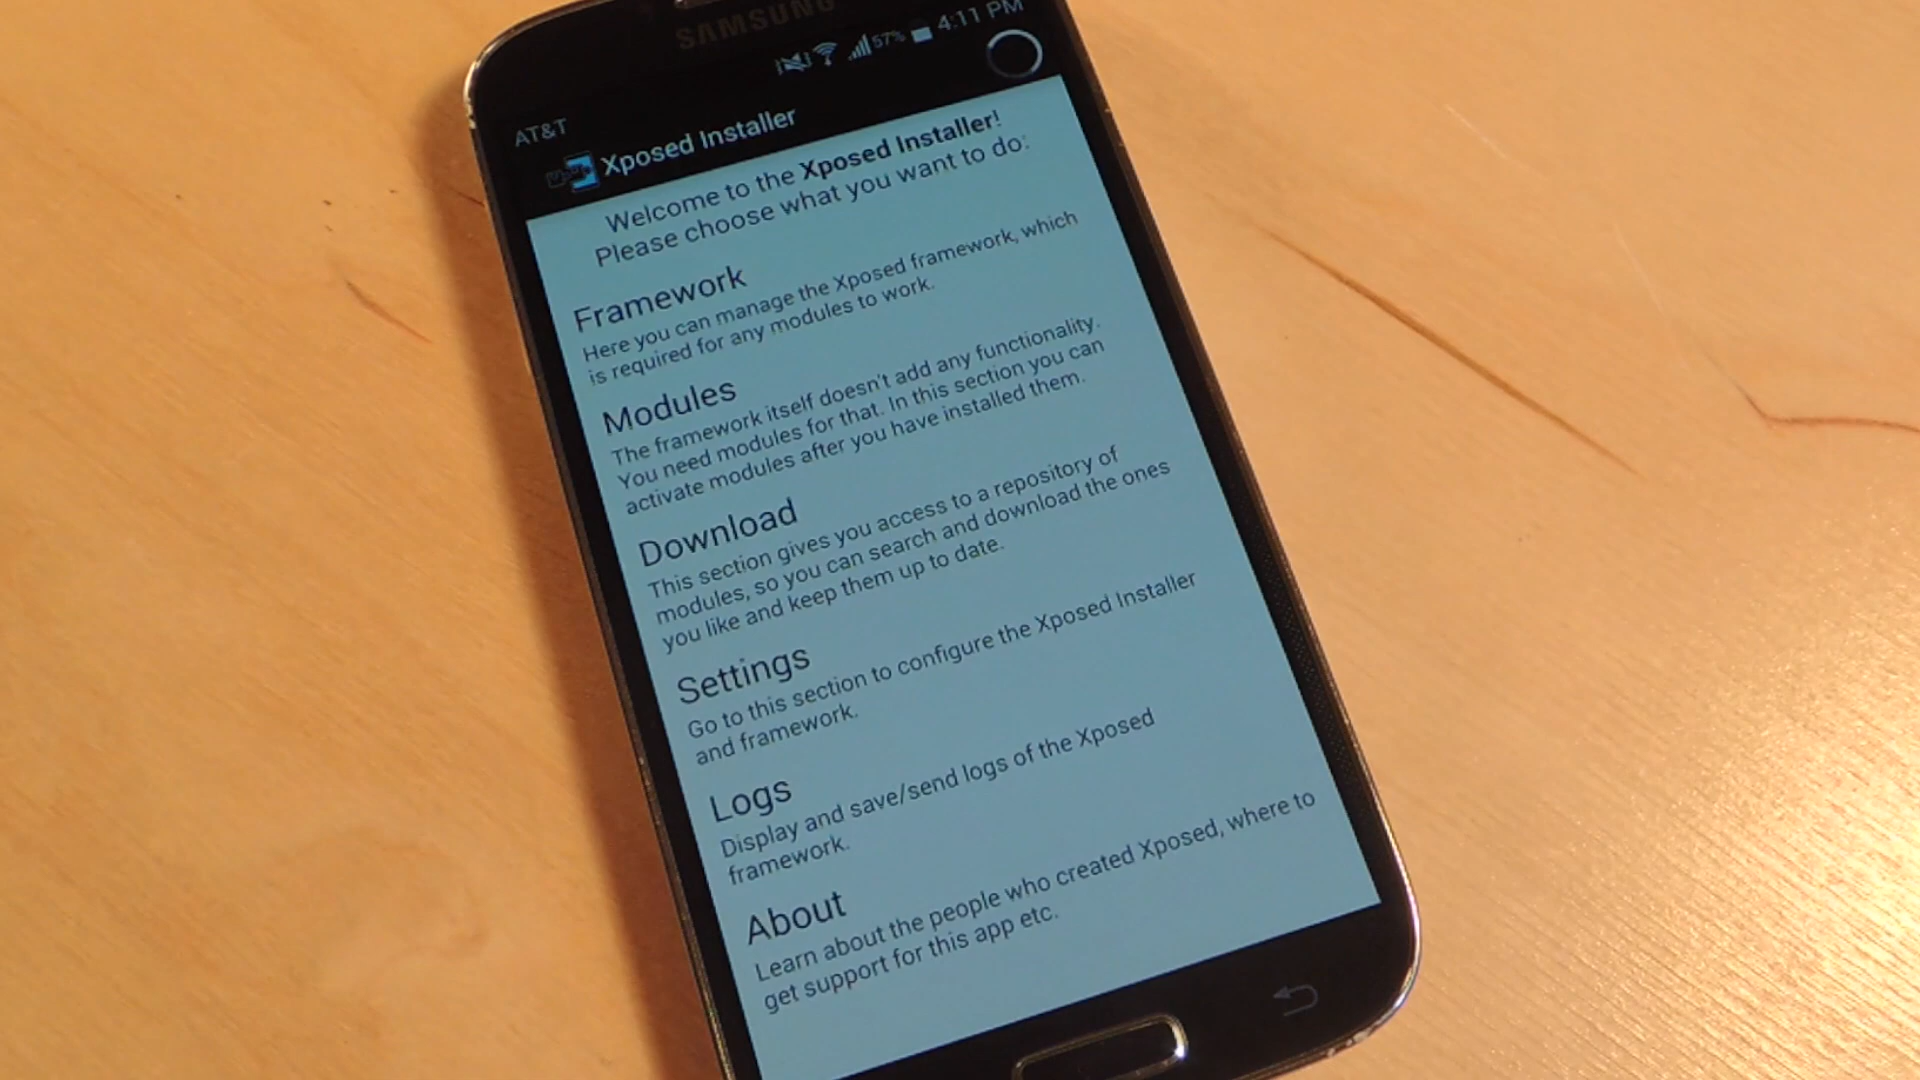 SAMSUNG
57% 4:11 PM
AT&T
Xposed Installer
Welcome to the Xposed Installer!
Please choose what you want to do:
Framework
Here you can manage the Xposed framework, which
is required for any modules to work.
Modules
The framework itself doesn't add any functionality.
You need modules for that. In this section you can
activate modules after you have installed them.
Download
This section gives you access to a repository of
modules, so you can search and download the ones
you like and keep them up to date.
Settings
Go to this section to configure the Xposed Installer
and framework.
Logs
Display and save/send logs of the Xposed
framework.
About
Learn about the people who created Xposed, where to
get support for this app etc.